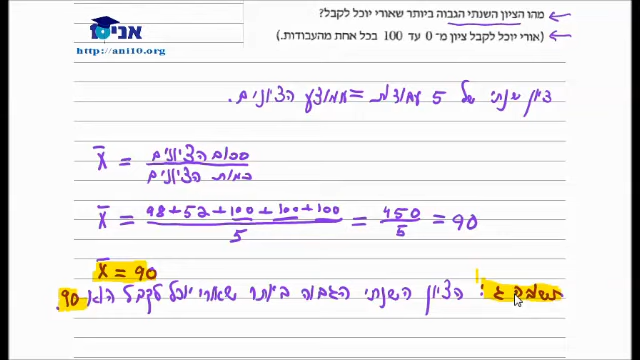 אני10
http://ani10.org
מהו הציון השנתי הגבוה ביותר שאורי יוכל לקבל?
(אורי יוכל לקבל ציון מ- 0 עד 100 בכל אחת מהעבודות.)
ציון שנתי של 5 עבודות = ממוצע הציונים.
X̄ = סכום הציונים / כמות הציונים
X̄ = (98+52+100+100+100) / 5 = 450 / 5 = 90
X̄ = 90
תשובה ג: הציון השנתי הגבוה ביותר שאורי יוכל לקבל הוא 90.